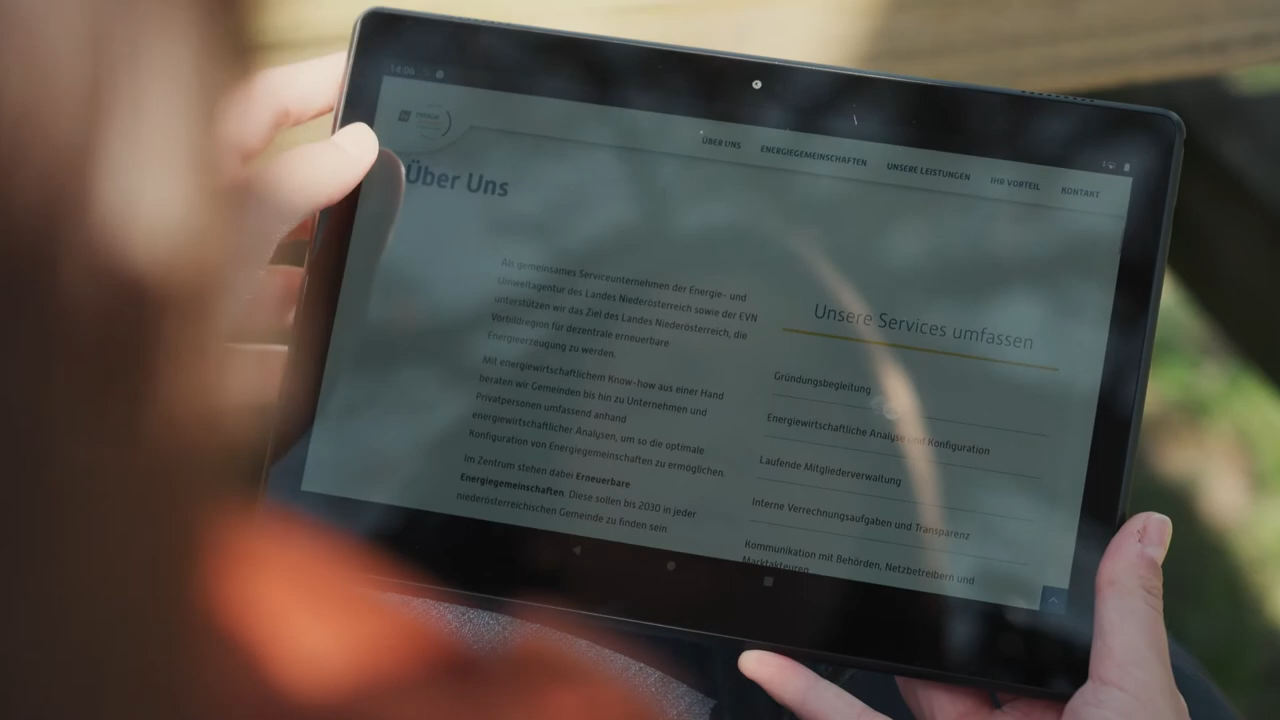 14:06
ÜBER UNS ENERGIEGEMEINSCHAFTEN UNSERE LEISTUNGEN IHR VORTEIL KONTAKT
Über Uns
Als gemeinsames Serviceunternehmen der Energie- und
Umweltagentur des Landes Niederösterreich sowie der EVN
unterstützen wir das Ziel des Landes Niederösterreich, die
Vorbildregion für dezentrale erneuerbare
Energieerzeugung zu werden.
Mit energiewirtschaftlichem Know-how aus einer Hand
beraten wir Gemeinden bis hin zu Unternehmen und
Privatpersonen umfassend anhand
energiewirtschaftlicher Analysen, um so die optimale
Konfiguration von Energiegemeinschaften zu ermöglichen.
Im Zentrum stehen dabei Erneuerbare
Energiegemeinschaften. Diese sollen bis 2030 in jeder
niederösterreichischen Gemeinde zu finden sein.
Unsere Services umfassen
Gründungsbegleitung
Energiewirtschaftliche Analyse und Konfiguration
Laufende Mitgliederverwaltung
Interne Verrechnungsaufgaben und Transparenz
Kommunikation mit Behörden, Netzbetreibern und
Marktakteuren